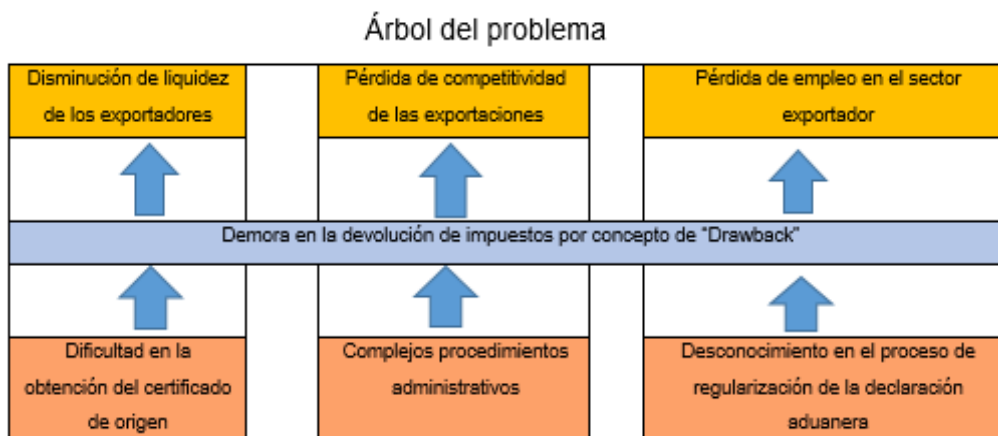 Árbol del problema
Disminución de liquidez
de los exportadores
Pérdida de competitividad
de las exportaciones
Pérdida de empleo en el sector
exportador
Demora en la devolución de impuestos por concepto de "Drawback"
Dificultad en la
obtención del certificado
de origen
Complejos procedimientos
administrativos
Desconocimiento en el proceso de
regularización de la declaración
aduanera